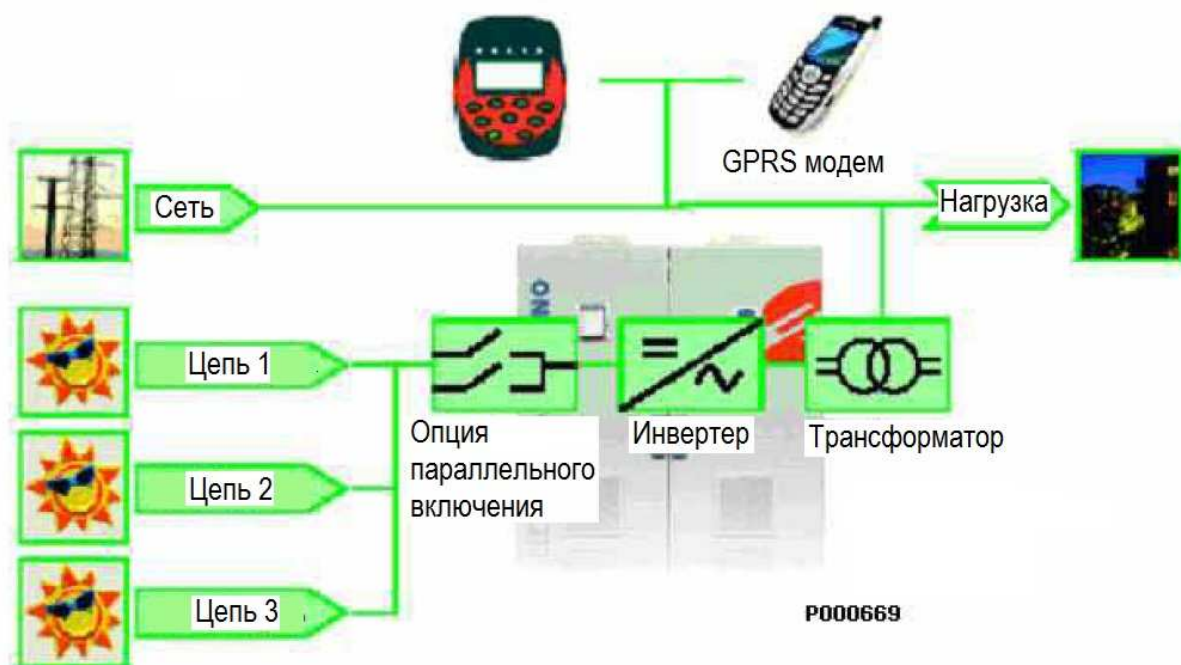 GPRS модем
Сеть
Нагрузка
Цепь 1
Опция
параллельного
включения
Инвертер
Трансформатор
Цепь 2
Цепь 3
P000669